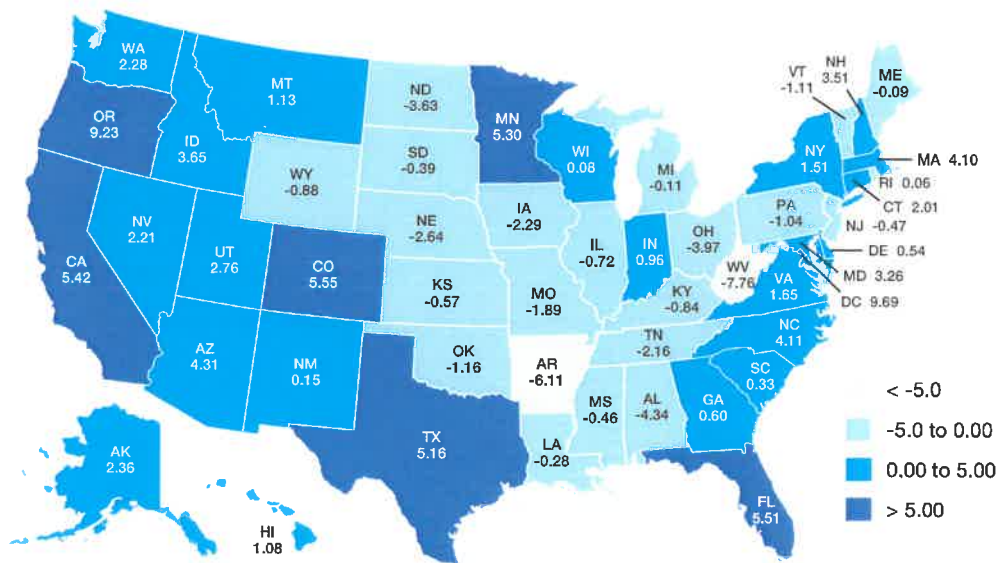 WA
2.28
MT
1.13
ND
-3.63
MN
5.30
VT
-1.11
NH
3.51
ME
-0.09
OR
9.23
ID
3.65
SD
-0.39
WI
0.08
MI
-0.11
NY
1.51
MA 4.10
WY
-0.88
RI 0.06
CT 2.01
NJ -0.47
NV
2.21
UT
2.76
NE
-2.64
IA
-2.29
IL
-0.72
IN
0.96
OH
-3.97
PA
-1.04
DE 0.54
MD 3.26
DC 9.69
CA
5.42
CO
5.55
KS
-0.57
MO
-1.89
KY
-0.84
WV
-7.76
VA
1.65
AZ
4.31
NM
0.15
OK
-1.16
AR
-6.11
TN
-2.16
NC
4.11
SC
0.33
TX
5.16
LA
-0.28
MS
-0.46
AL
-4.34
GA
0.60
FL
5.51
AK
2.36
HI
1.08
< -5.0
-5.0 to 0.00
0.00 to 5.00
> 5.00